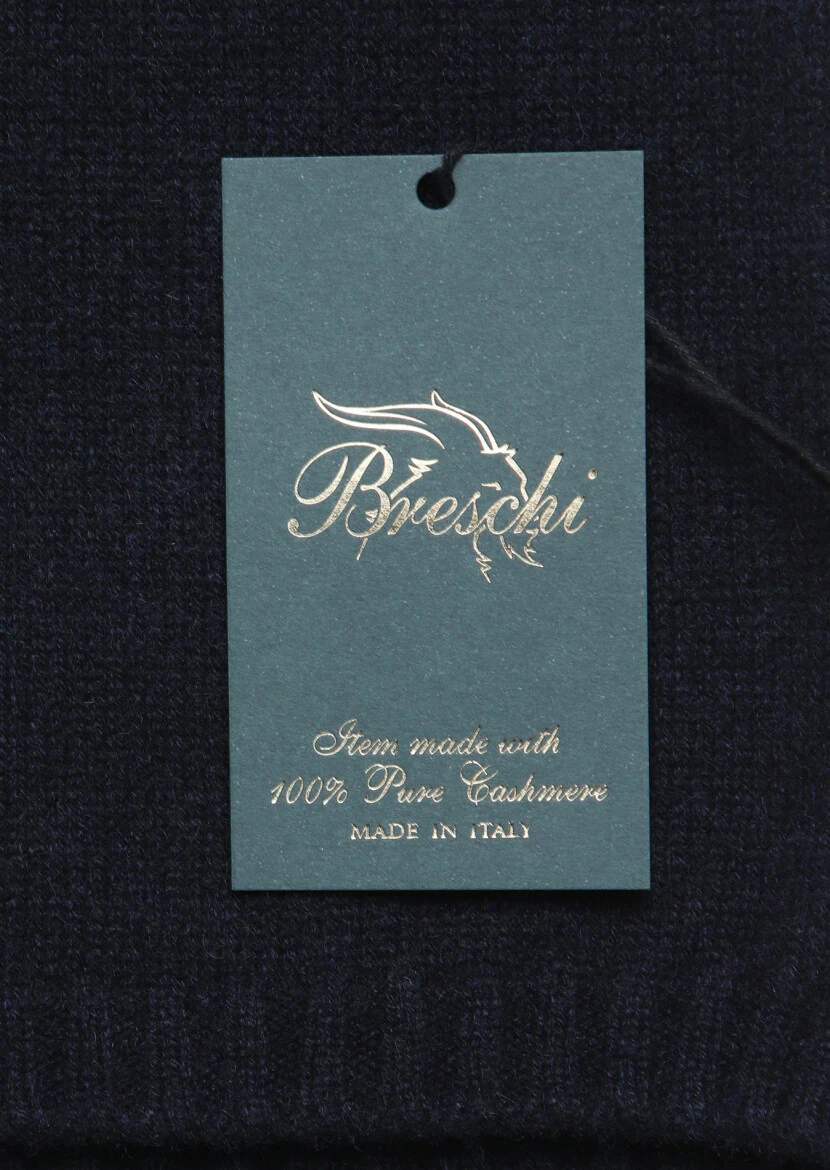 Breschi
Item made with
100% Pure Cashmere
MADE IN ITALY